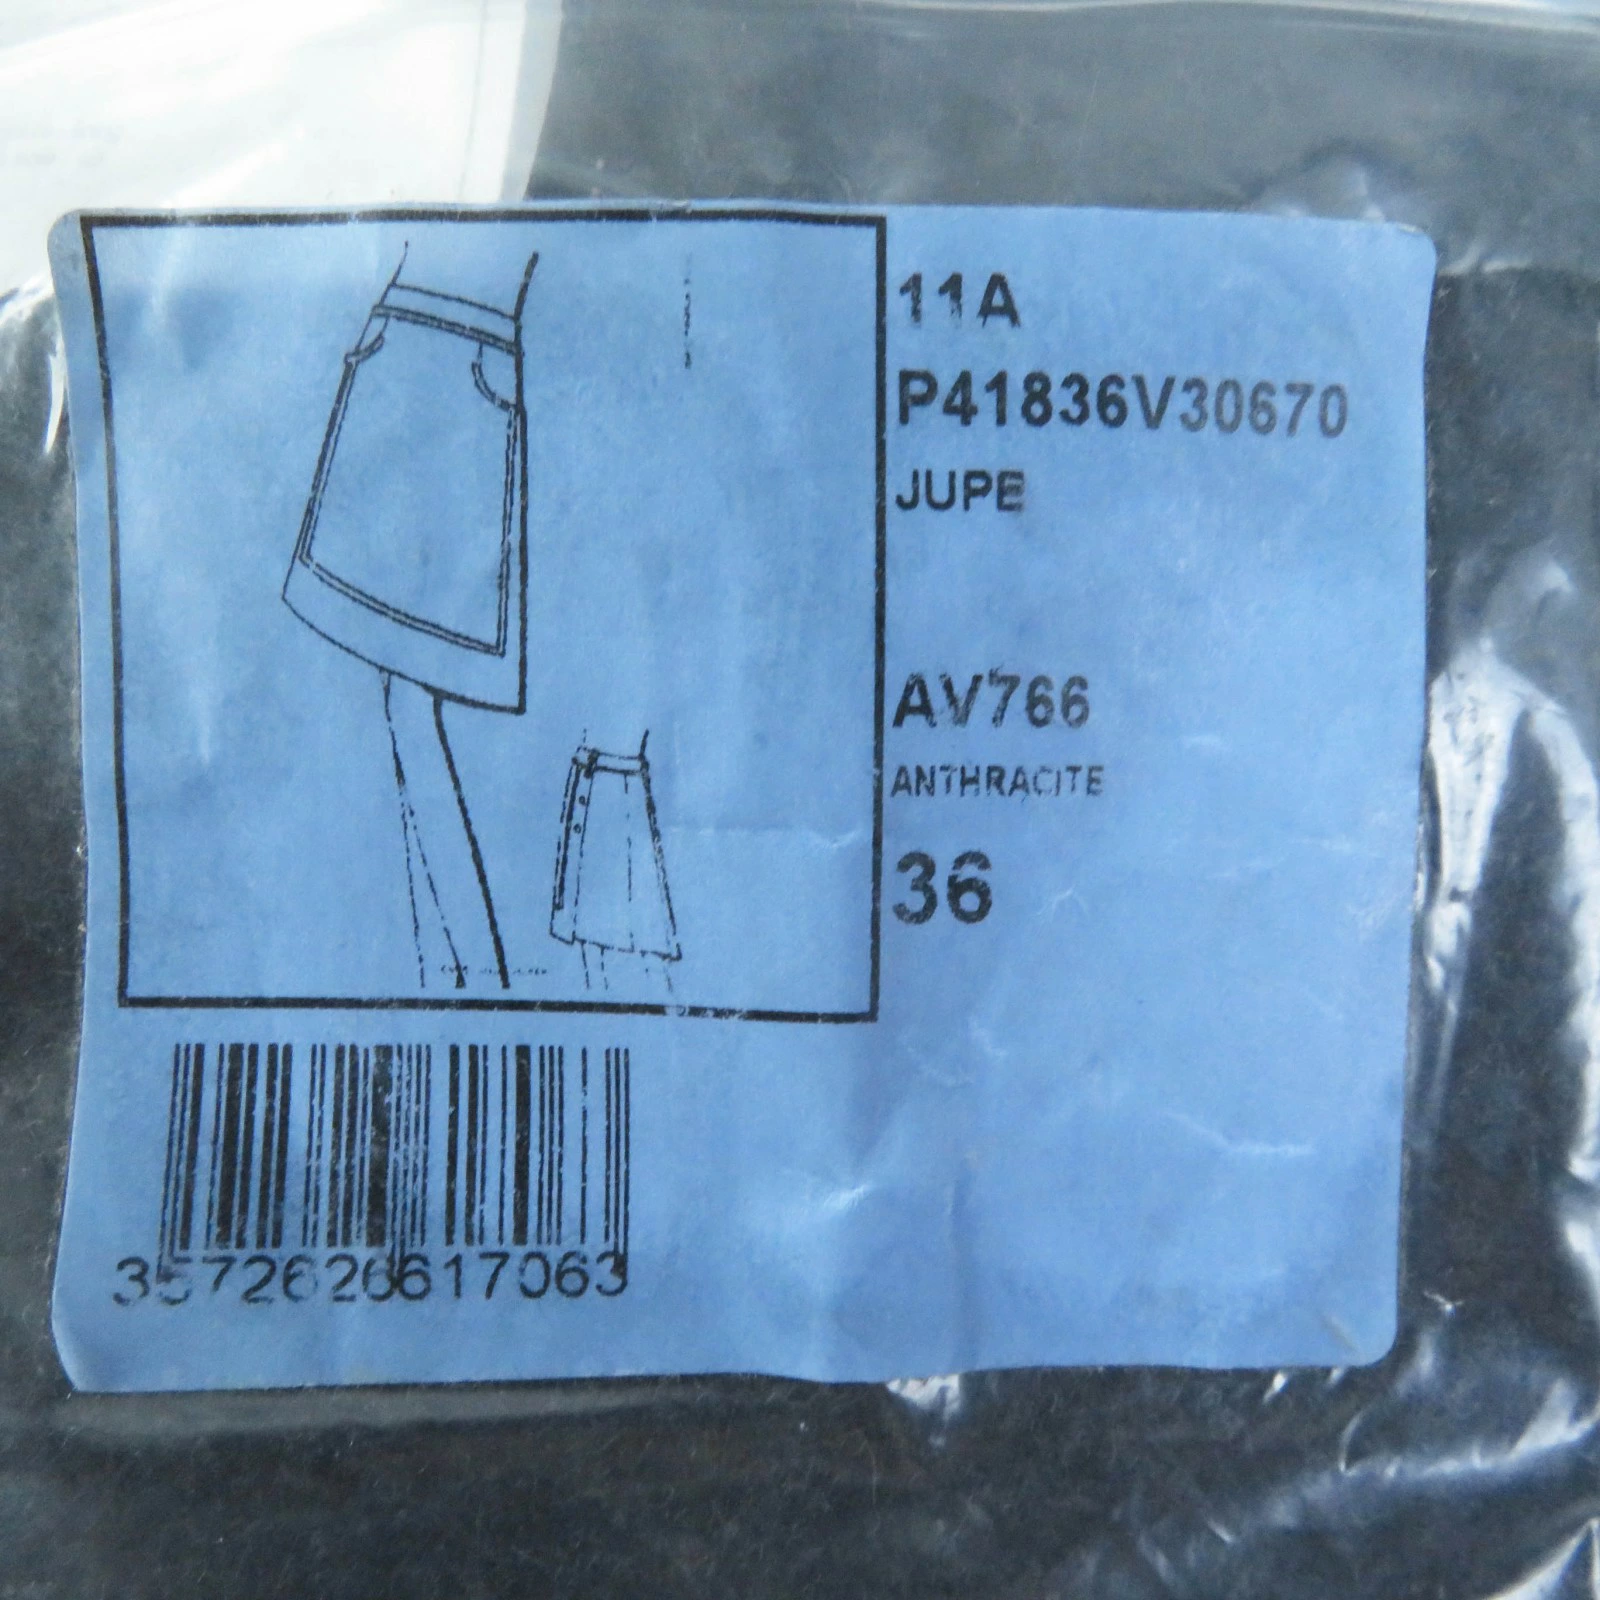 11A
P41836V30670
JUPE
AV766
ANTHRACITE
36
3572626617063